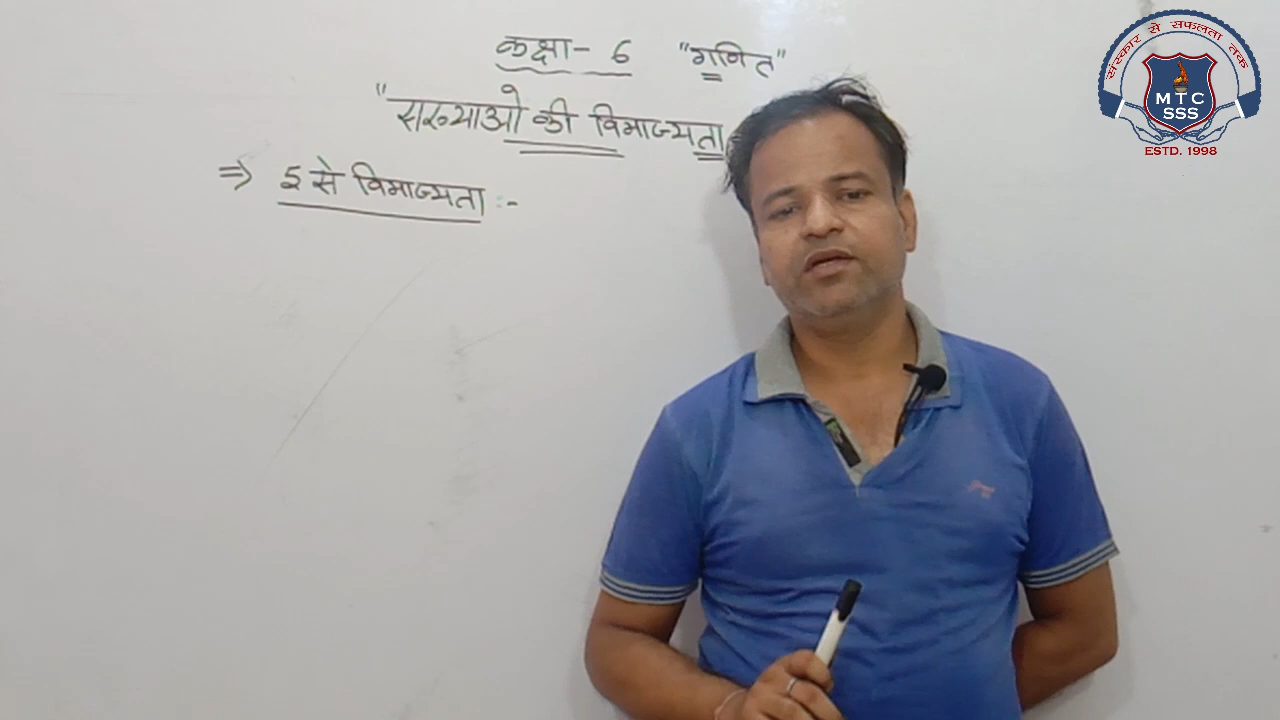 कक्षा- 6 "गणित"
"संख्याओ की विभाज्यता
⇒ 5 से विभाज्यता :-
संस्कार से सफलता तक
MTC
SSS
ESTD. 1998